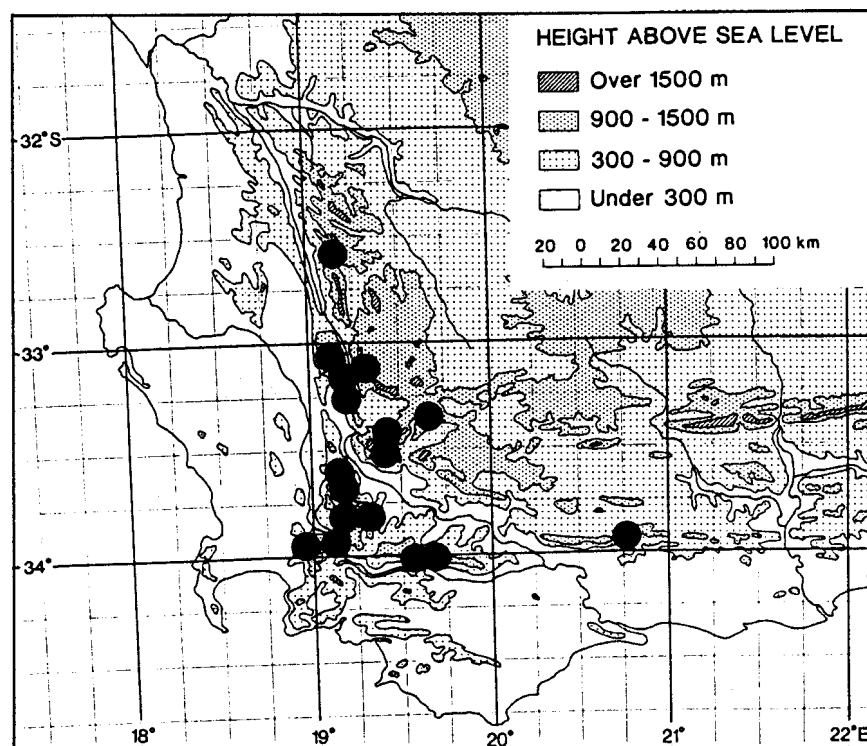 HEIGHT ABOVE SEA LEVEL
Over 1500 m
900 - 1500 m
300 - 900 m
Under 300 m
20 0 20 40 60 80 100 km
32°S
33°
34°
18° 19° 20° 21° 22°E